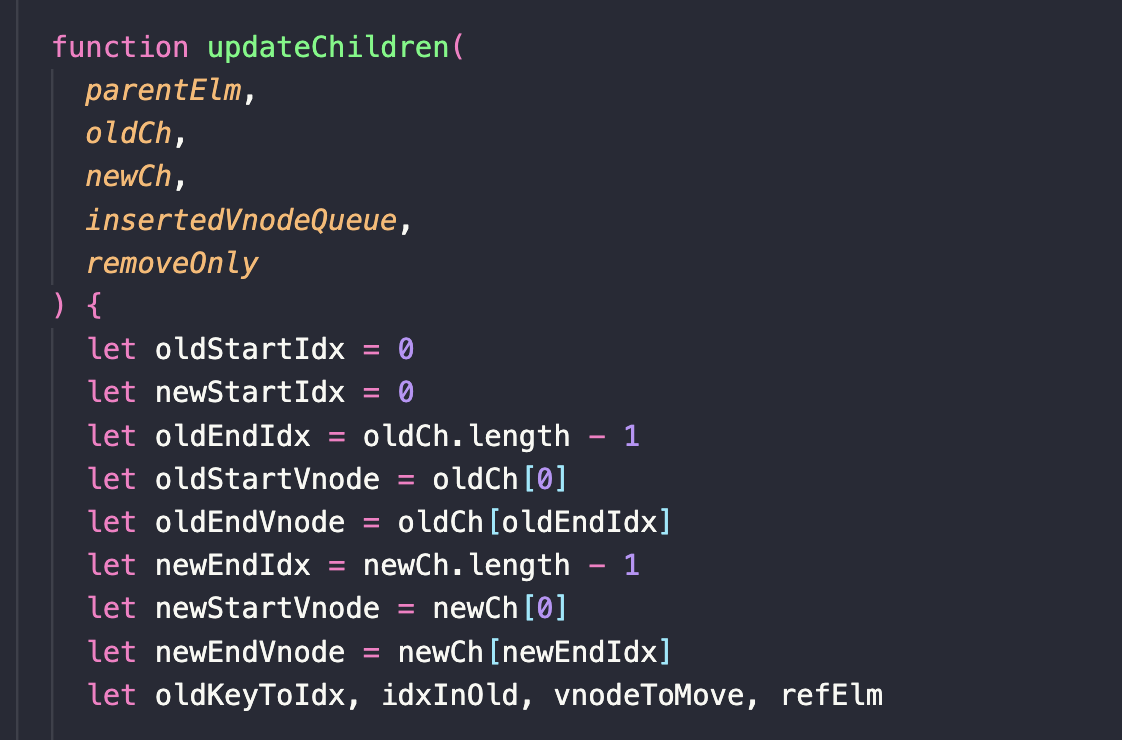 function updateChildren(
parentElm,
oldCh,
newCh,
insertedVnodeQueue,
removeOnly
) {
let oldStartIdx = 0
let newStartIdx = 0
let oldEndIdx = oldCh.length - 1
let oldStartVnode = oldCh[0]
let oldEndVnode = oldCh[oldEndIdx]
let newEndIdx = newCh.length - 1
let newStartVnode = newCh[0]
let newEndVnode = newCh[newEndIdx]
let oldKeyToIdx, idxInOld, vnodeToMove, refElm